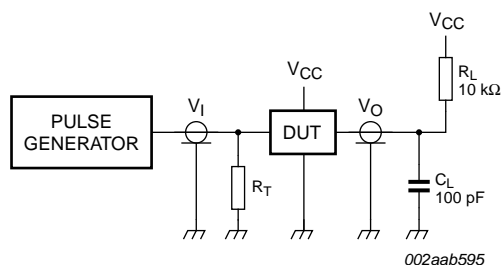 PULSE
GENERATOR
VI
RT
VCC
DUT
VO
VCC
RL
10 kΩ
CL
100 pF
002aab595